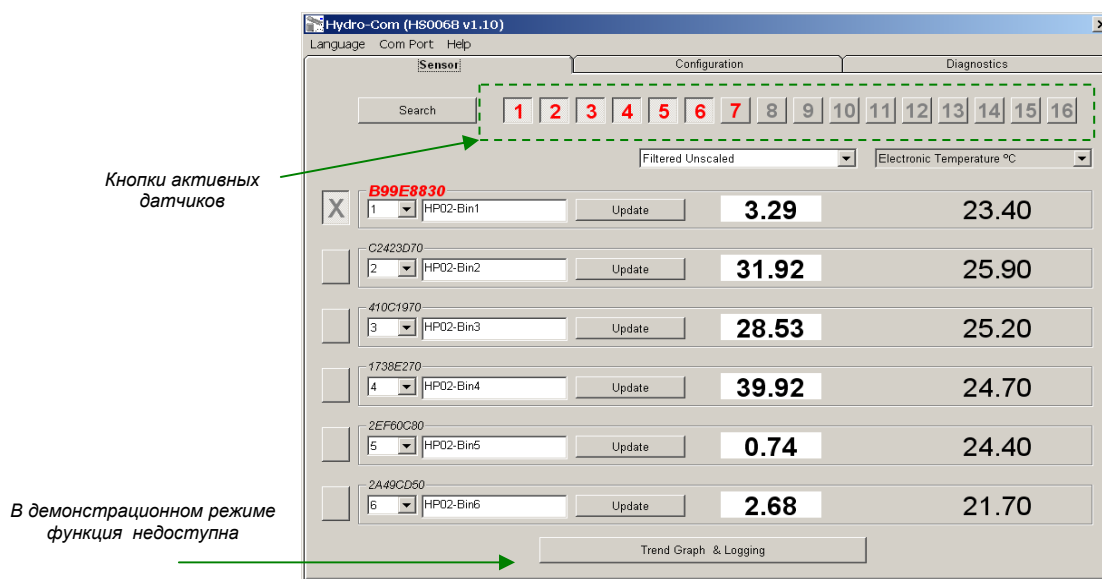 Hydro-Com (HS0068 v1.10)
Language Com Port Help
Sensor Configuration Diagnostics
Search 1 2 3 4 5 6 7 8 9 10 11 12 13 14 15 16
Filtered Unscaled Electronic Temperature ºC
Кнопки активных
датчиков
B99E8830
X 1 HP02-Bin1 Update 3.29 23.40
C2423D70
2 HP02-Bin2 Update 31.92 25.90
410C1970
3 HP02-Bin3 Update 28.53 25.20
1738E270
4 HP02-Bin4 Update 39.92 24.70
2EF60C80
5 HP02-Bin5 Update 0.74 24.40
2A49CD50
6 HP02-Bin6 Update 2.68 21.70
В демонстрационном режиме
функция недоступна
Trend Graph & Logging